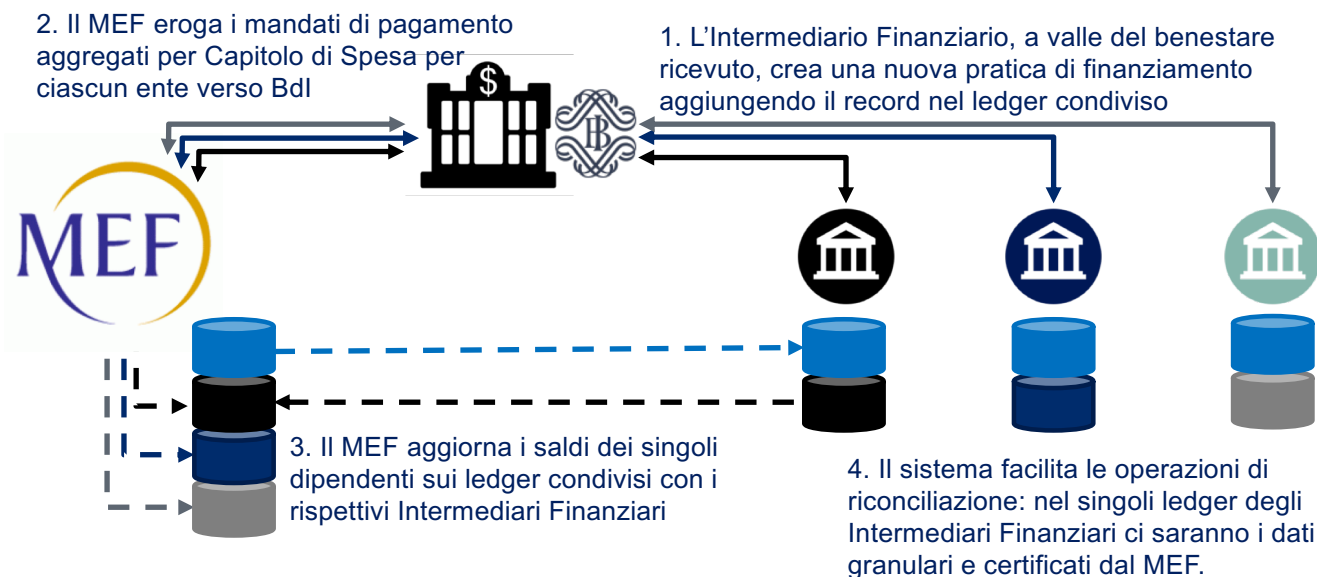 2. Il MEF eroga i mandati di pagamento
aggregati per Capitolo di Spesa per
ciascun ente verso BdI
1. L’Intermediario Finanziario, a valle del benestare
ricevuto, crea una nuova pratica di finanziamento
aggiungendo il record nel ledger condiviso
$
BI
MEF
3. Il MEF aggiorna i saldi dei singoli
dipendenti sui ledger condivisi con i
rispettivi Intermediari Finanziari
4. Il sistema facilita le operazioni di
riconciliazione: nel singoli ledger degli
Intermediari Finanziari ci saranno i dati
granulari e certificati dal MEF.